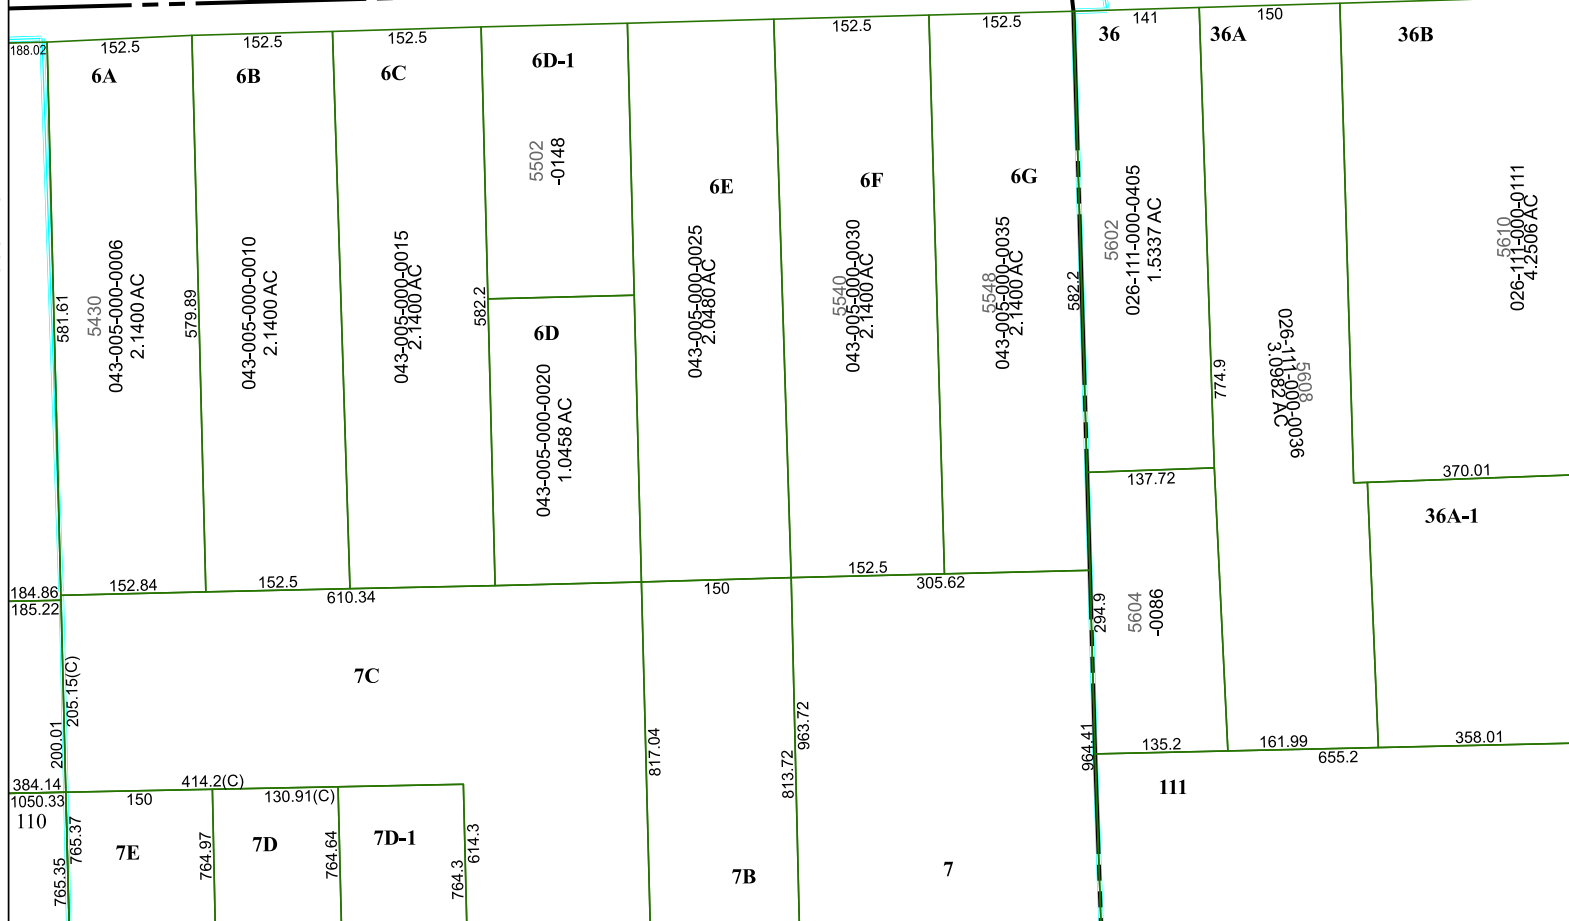 188.02
152.5
152.5
152.5
152.5
152.5
141
150
6A
6B
6C
6D-1
36
36A
36B
5502
-0148
6E
6F
6G
581.61
5430
043-005-000-0006
2.1400 AC
579.89
043-005-000-0010
2.1400 AC
043-005-000-0015
2.1400 AC
582.2
6D
043-005-000-0020
1.0458 AC
043-005-000-0025
2.0480 AC
5540
043-005-000-0030
2.1400 AC
5548
043-005-000-0035
2.1400 AC
582.2
5602
026-111-000-0405
1.5337 AC
774.9
026-111-000-0036
5608
3.0982 AC
5610
026-111-000-0111
4.2506 AC
137.72
370.01
36A-1
184.86
185.22
152.84
152.5
610.34
150
152.5
305.62
294.9
5604
-0086
7C
205.15(C)
200.01
817.04
963.72
813.72
964.41
135.2
161.99
655.2
358.01
111
384.14
1050.33
110
414.2(C)
150
130.91(C)
765.37
765.35
7E
764.97
7D
764.64
7D-1
764.3
614.3
7B
7